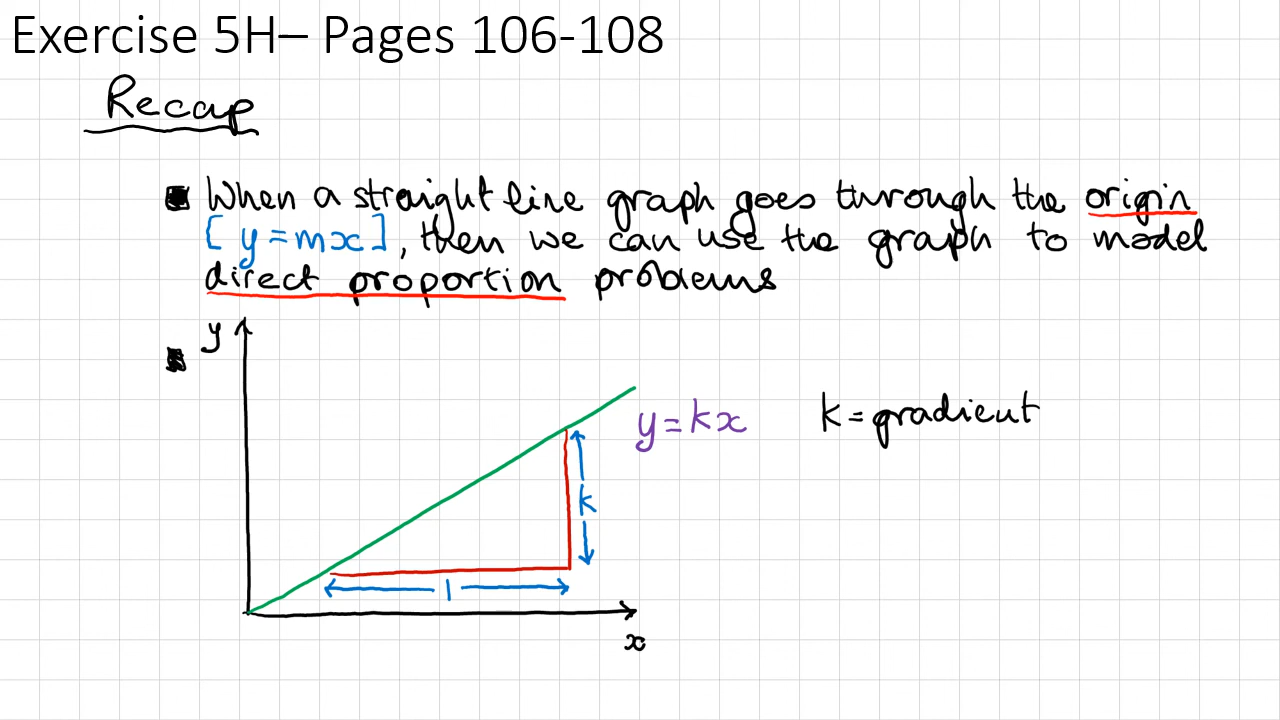 Exercise 5H– Pages 106-108
Recap
When a straight line graph goes through the origin
[y=mx], then we can use the graph to model
direct proportion problems
y
y=kx
k=gradient
k
1
x